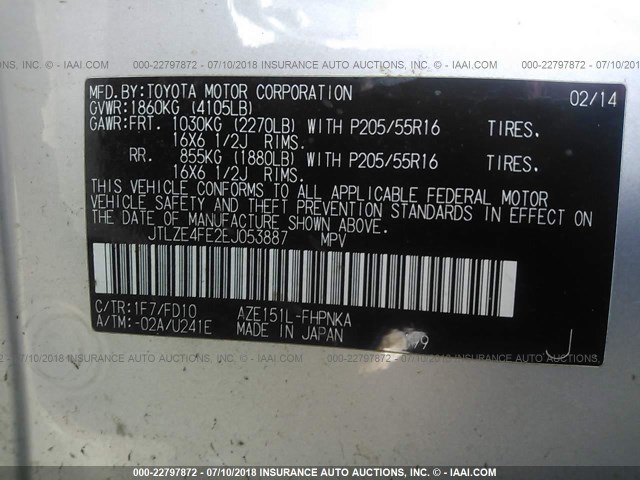 000-22797872 - 07/10/2018 INSURANCE AUTO AUCTIONS - © - IAAI.COM
MFD.BY:TOYOTA MOTOR CORPORATION 02/14
GVWR:1860KG (4105LB)
GAWR:FRT. 1030KG (2270LB) WITH P205/55R16 TIRES.
16X6 1/2J RIMS.
RR. 855KG (1880LB) WITH P205/55R16 TIRES.
16X6 1/2J RIMS.
THIS VEHICLE CONFORMS TO ALL APPLICABLE FEDERAL MOTOR
VEHICLE SAFETY AND THEFT PREVENTION STANDARDS IN EFFECT ON
THE DATE OF MANUFACTURE SHOWN ABOVE.
JTLZE4FE2EJ053887 MPV
C/TR:1F7/FD10 AZE151L-FHPNKA
A/TM:-02A/U241E MADE IN JAPAN J
000-22797872 - 07/10/2018 INSURANCE AUTO AUCTIONS - © - IAAI.COM